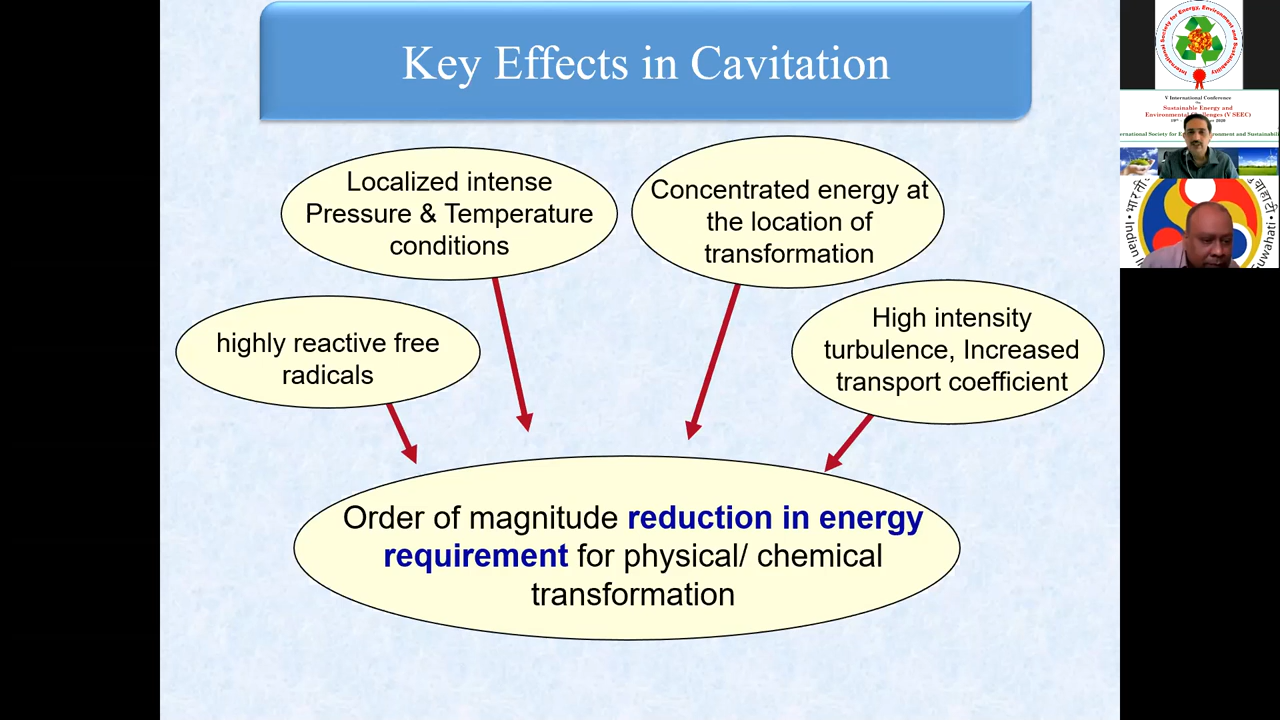 Key Effects in Cavitation
Localized intense
Pressure & Temperature
conditions
Concentrated energy at
the location of
transformation
highly reactive free
radicals
High intensity
turbulence, Increased
transport coefficient
Order of magnitude reduction in energy
requirement for physical/ chemical
transformation
International Society for Energy, Environment and Sustainability
V International Conference
on
Sustainable Energy and
Environmental (V SEEC)
2020